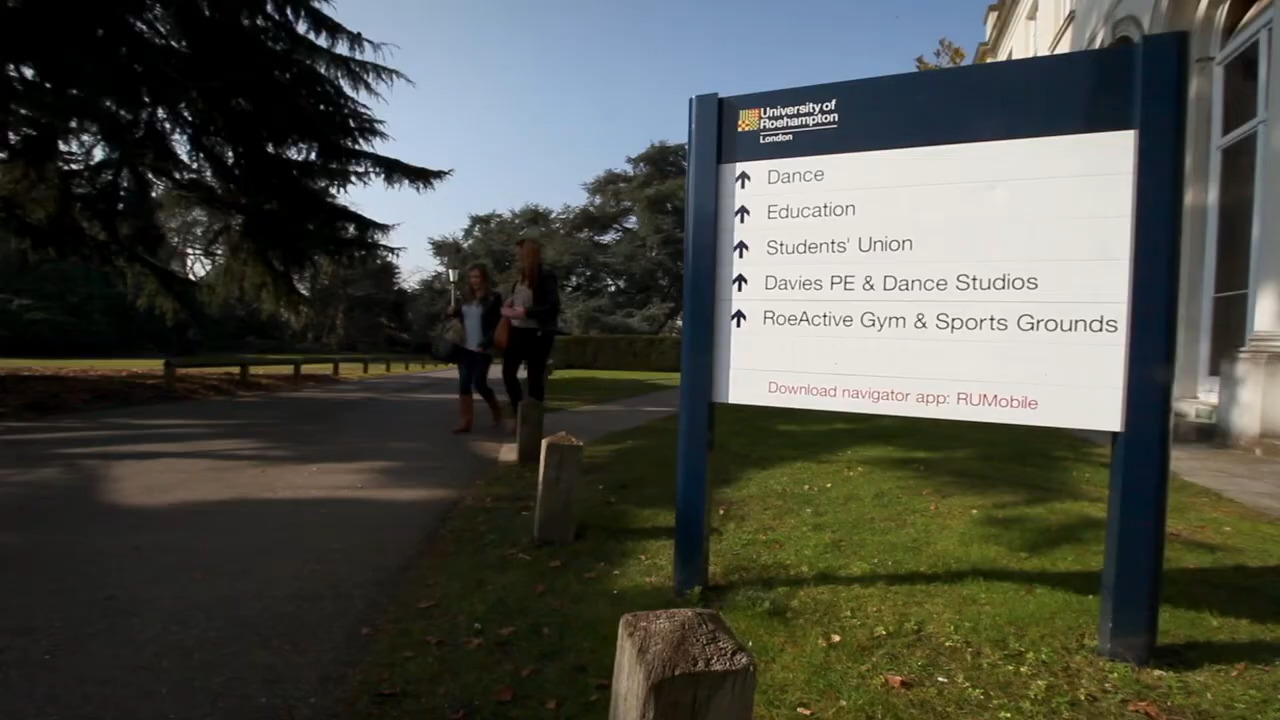 University of
Roehampton
London
Dance
Education
Students' Union
Davies PE & Dance Studios
RoeActive Gym & Sports Grounds
Download navigator app: RUMobile